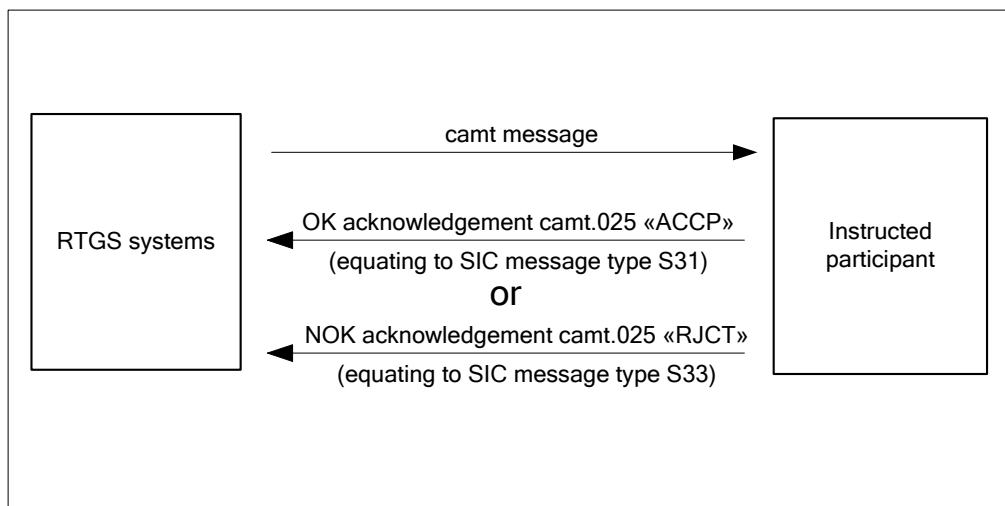 camt message
RTGS systems
OK acknowledgement camt.025 «ACCP»
(equating to SIC message type S31)
or
NOK acknowledgement camt.025 «RJCT»
(equating to SIC message type S33)
Instructed
participant